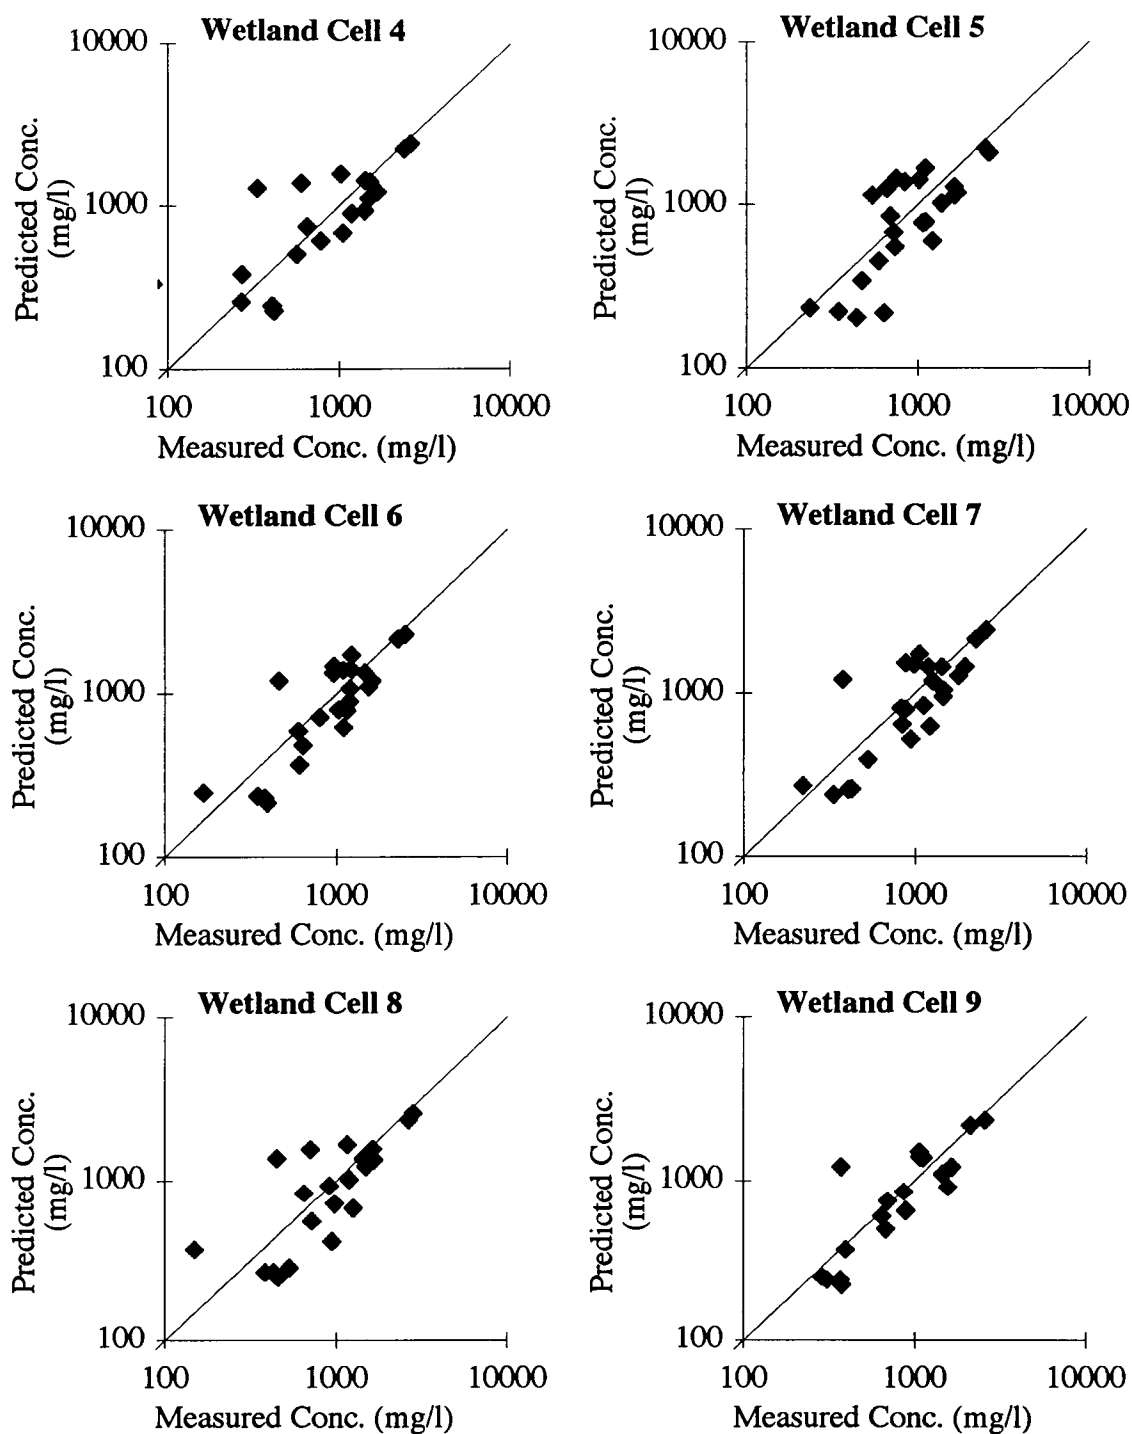 Wetland Cell 4
10000
1000
100
Predicted Conc.
(mg/l)
100 1000 10000
Measured Conc. (mg/l)
Wetland Cell 5
10000
1000
100
Predicted Conc.
(mg/l)
100 1000 10000
Measured Conc. (mg/l)
Wetland Cell 6
10000
1000
100
Predicted Conc.
(mg/l)
100 1000 10000
Measured Conc. (mg/l)
Wetland Cell 7
10000
1000
100
Predicted Conc.
(mg/l)
100 1000 10000
Measured Conc. (mg/l)
Wetland Cell 8
10000
1000
100
Predicted Conc.
(mg/l)
100 1000 10000
Measured Conc. (mg/l)
Wetland Cell 9
10000
1000
100
Predicted Conc.
(mg/l)
100 1000 10000
Measured Conc. (mg/l)